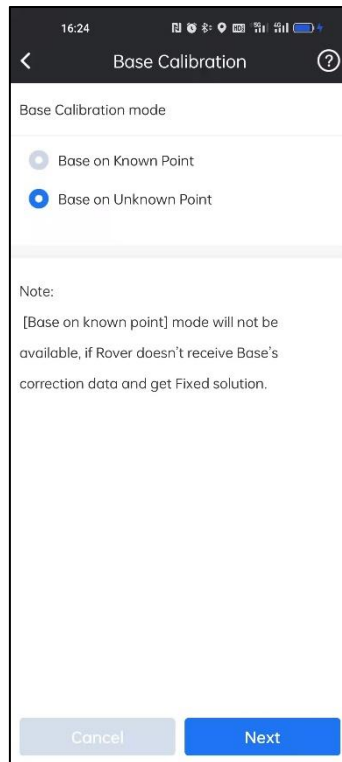 16:24
Base Calibration
Base Calibration mode
Base on Known Point
Base on Unknown Point
Note:
[Base on known point] mode will not be
available, if Rover doesn't receive Base's
correction data and get Fixed solution.
Cancel
Next